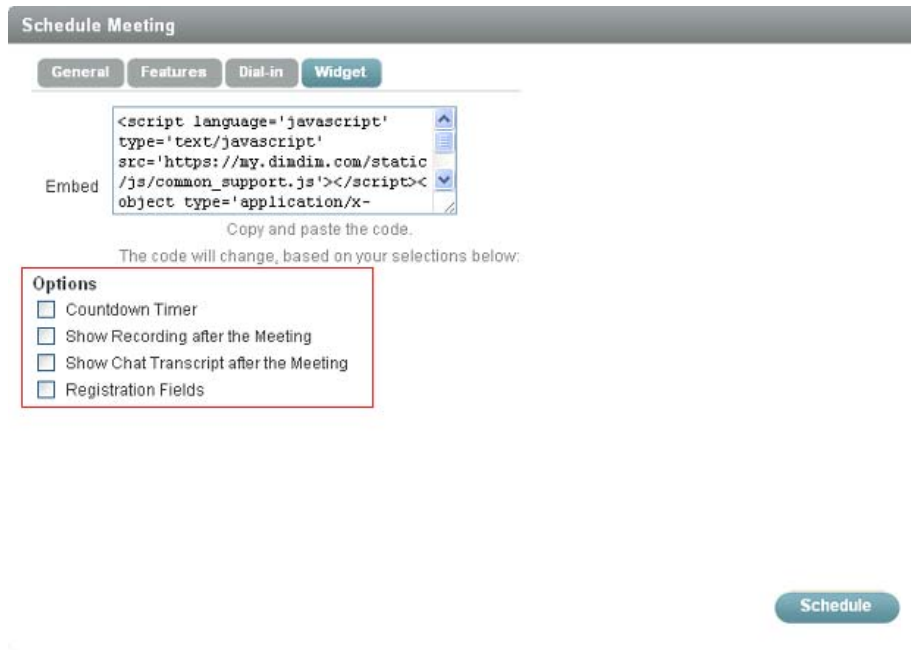 Schedule Meeting
General Features Dial-in Widget
Embed
<script language='javascript'
type='text/javascript'
src='https://my.dimdim.com/static
/js/common_support.js'></script><
object type='application/x-
Copy and paste the code.
The code will change, based on your selections below:
Options
Countdown Timer
Show Recording after the Meeting
Show Chat Transcript after the Meeting
Registration Fields
Schedule